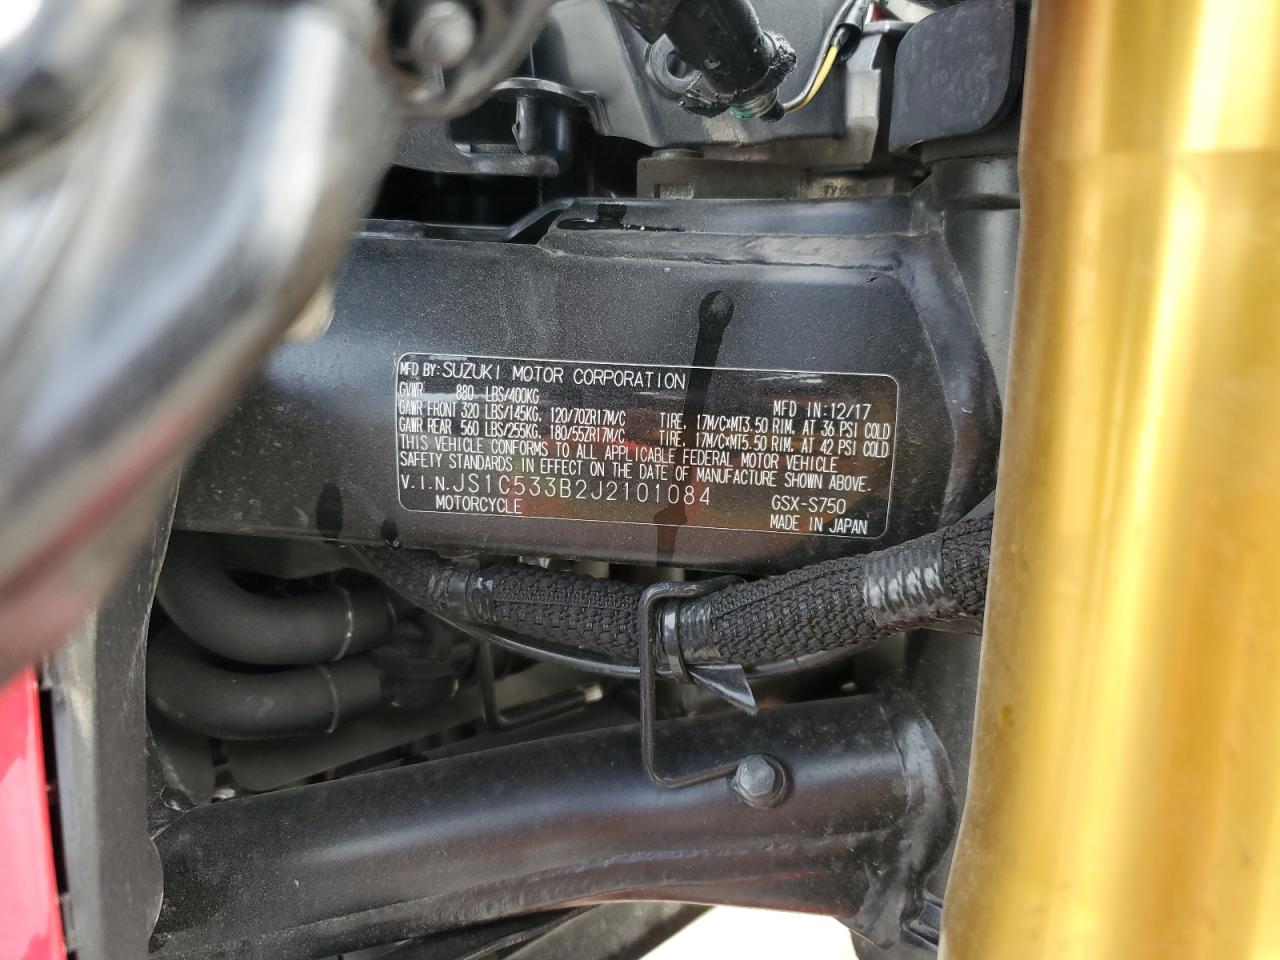 MFD BY: SUZUKI MOTOR CORPORATION
GVWR 880 LBS/400KG MFD IN: 12/17
GAWR FRONT 320 LBS/145KG. 120/70ZR17M/C TIRE. 17M/C×MT3.50 RIM. AT 36 PSI COLD
GAWR REAR 560 LBS/255KG. 180/55ZR17M/C TIRE. 17M/C×MT5.50 RIM. AT 42 PSI COLD
THIS VEHICLE CONFORMS TO ALL APPLICABLE FEDERAL MOTOR VEHICLE
SAFETY STANDARDS IN EFFECT ON THE DATE OF MANUFACTURE SHOWN ABOVE.
V.I.N. JS1C533B2J2101084 GSX-S750
MOTORCYCLE MADE IN JAPAN